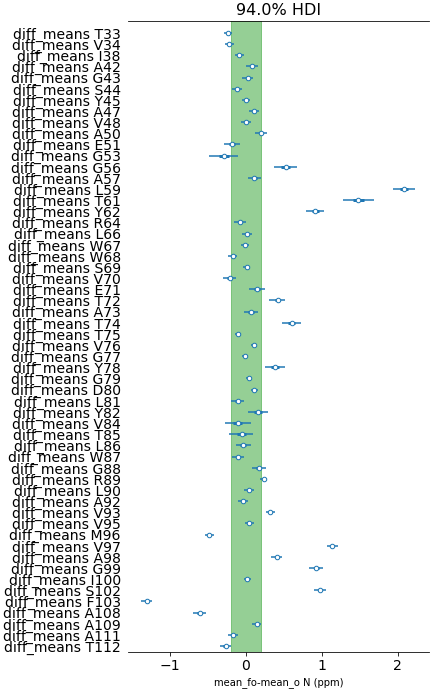 94.0% HDI
diff_means T33
diff_means V34
diff_means I38
diff_means A42
diff_means G43
diff_means S44
diff_means Y45
diff_means A47
diff_means V48
diff_means A50
diff_means E51
diff_means G53
diff_means G56
diff_means A57
diff_means L59
diff_means T61
diff_means Y62
diff_means R64
diff_means L66
diff_means W67
diff_means W68
diff_means S69
diff_means V70
diff_means E71
diff_means T72
diff_means A73
diff_means T74
diff_means T75
diff_means V76
diff_means G77
diff_means Y78
diff_means G79
diff_means D80
diff_means L81
diff_means Y82
diff_means V84
diff_means T85
diff_means L86
diff_means W87
diff_means G88
diff_means R89
diff_means L90
diff_means A92
diff_means V93
diff_means V95
diff_means M96
diff_means V97
diff_means A98
diff_means G99
diff_means I100
diff_means S102
diff_means F103
diff_means A108
diff_means A109
diff_means A111
diff_means T112
−1 0 1 2
mean_fo-mean_o N (ppm)